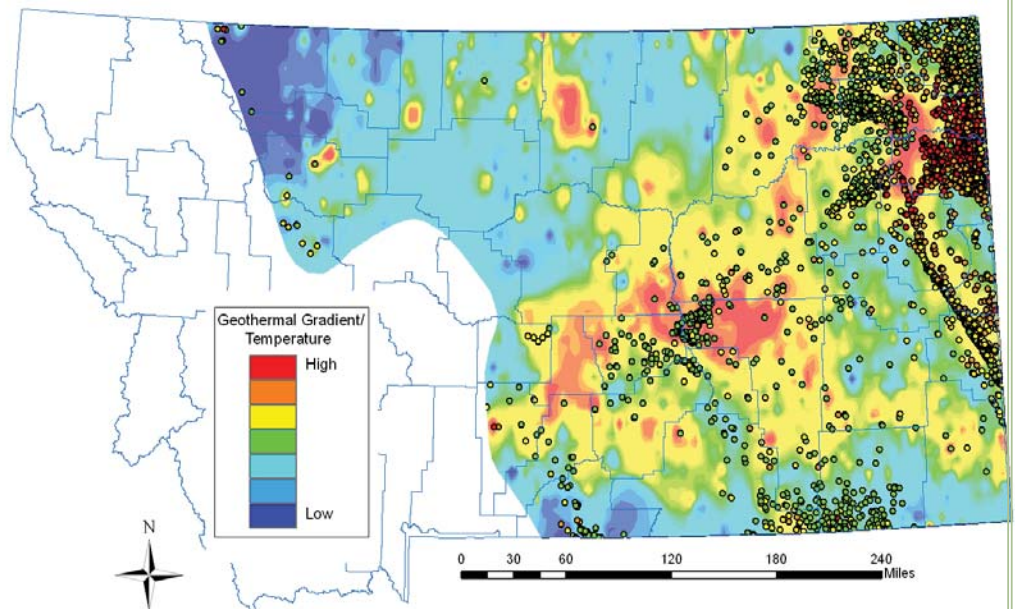 Geothermal Gradient/
Temperature
High
Low
N
0 30 60 120 180 240
Miles